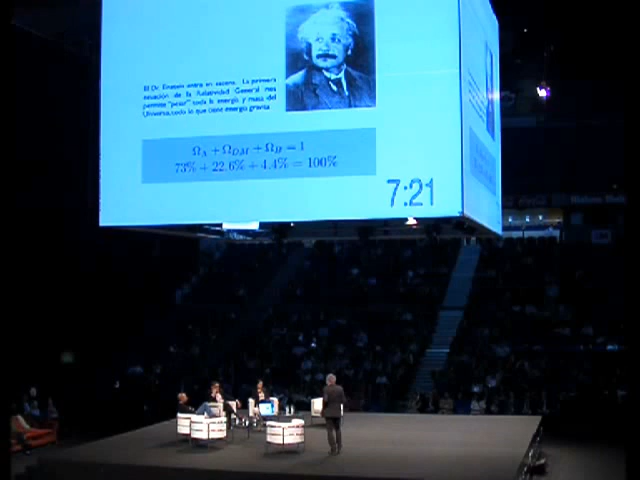 El Dr. Einstein entra en escena. La primera
ecuación de la Relatividad General nos
permite "pesar" toda la energía y masa del
Universo, todo lo que tiene energía gravita
Ω_Λ + Ω_DM + Ω_B = 1
73% + 22.6% + 4.4% = 100%
7:21